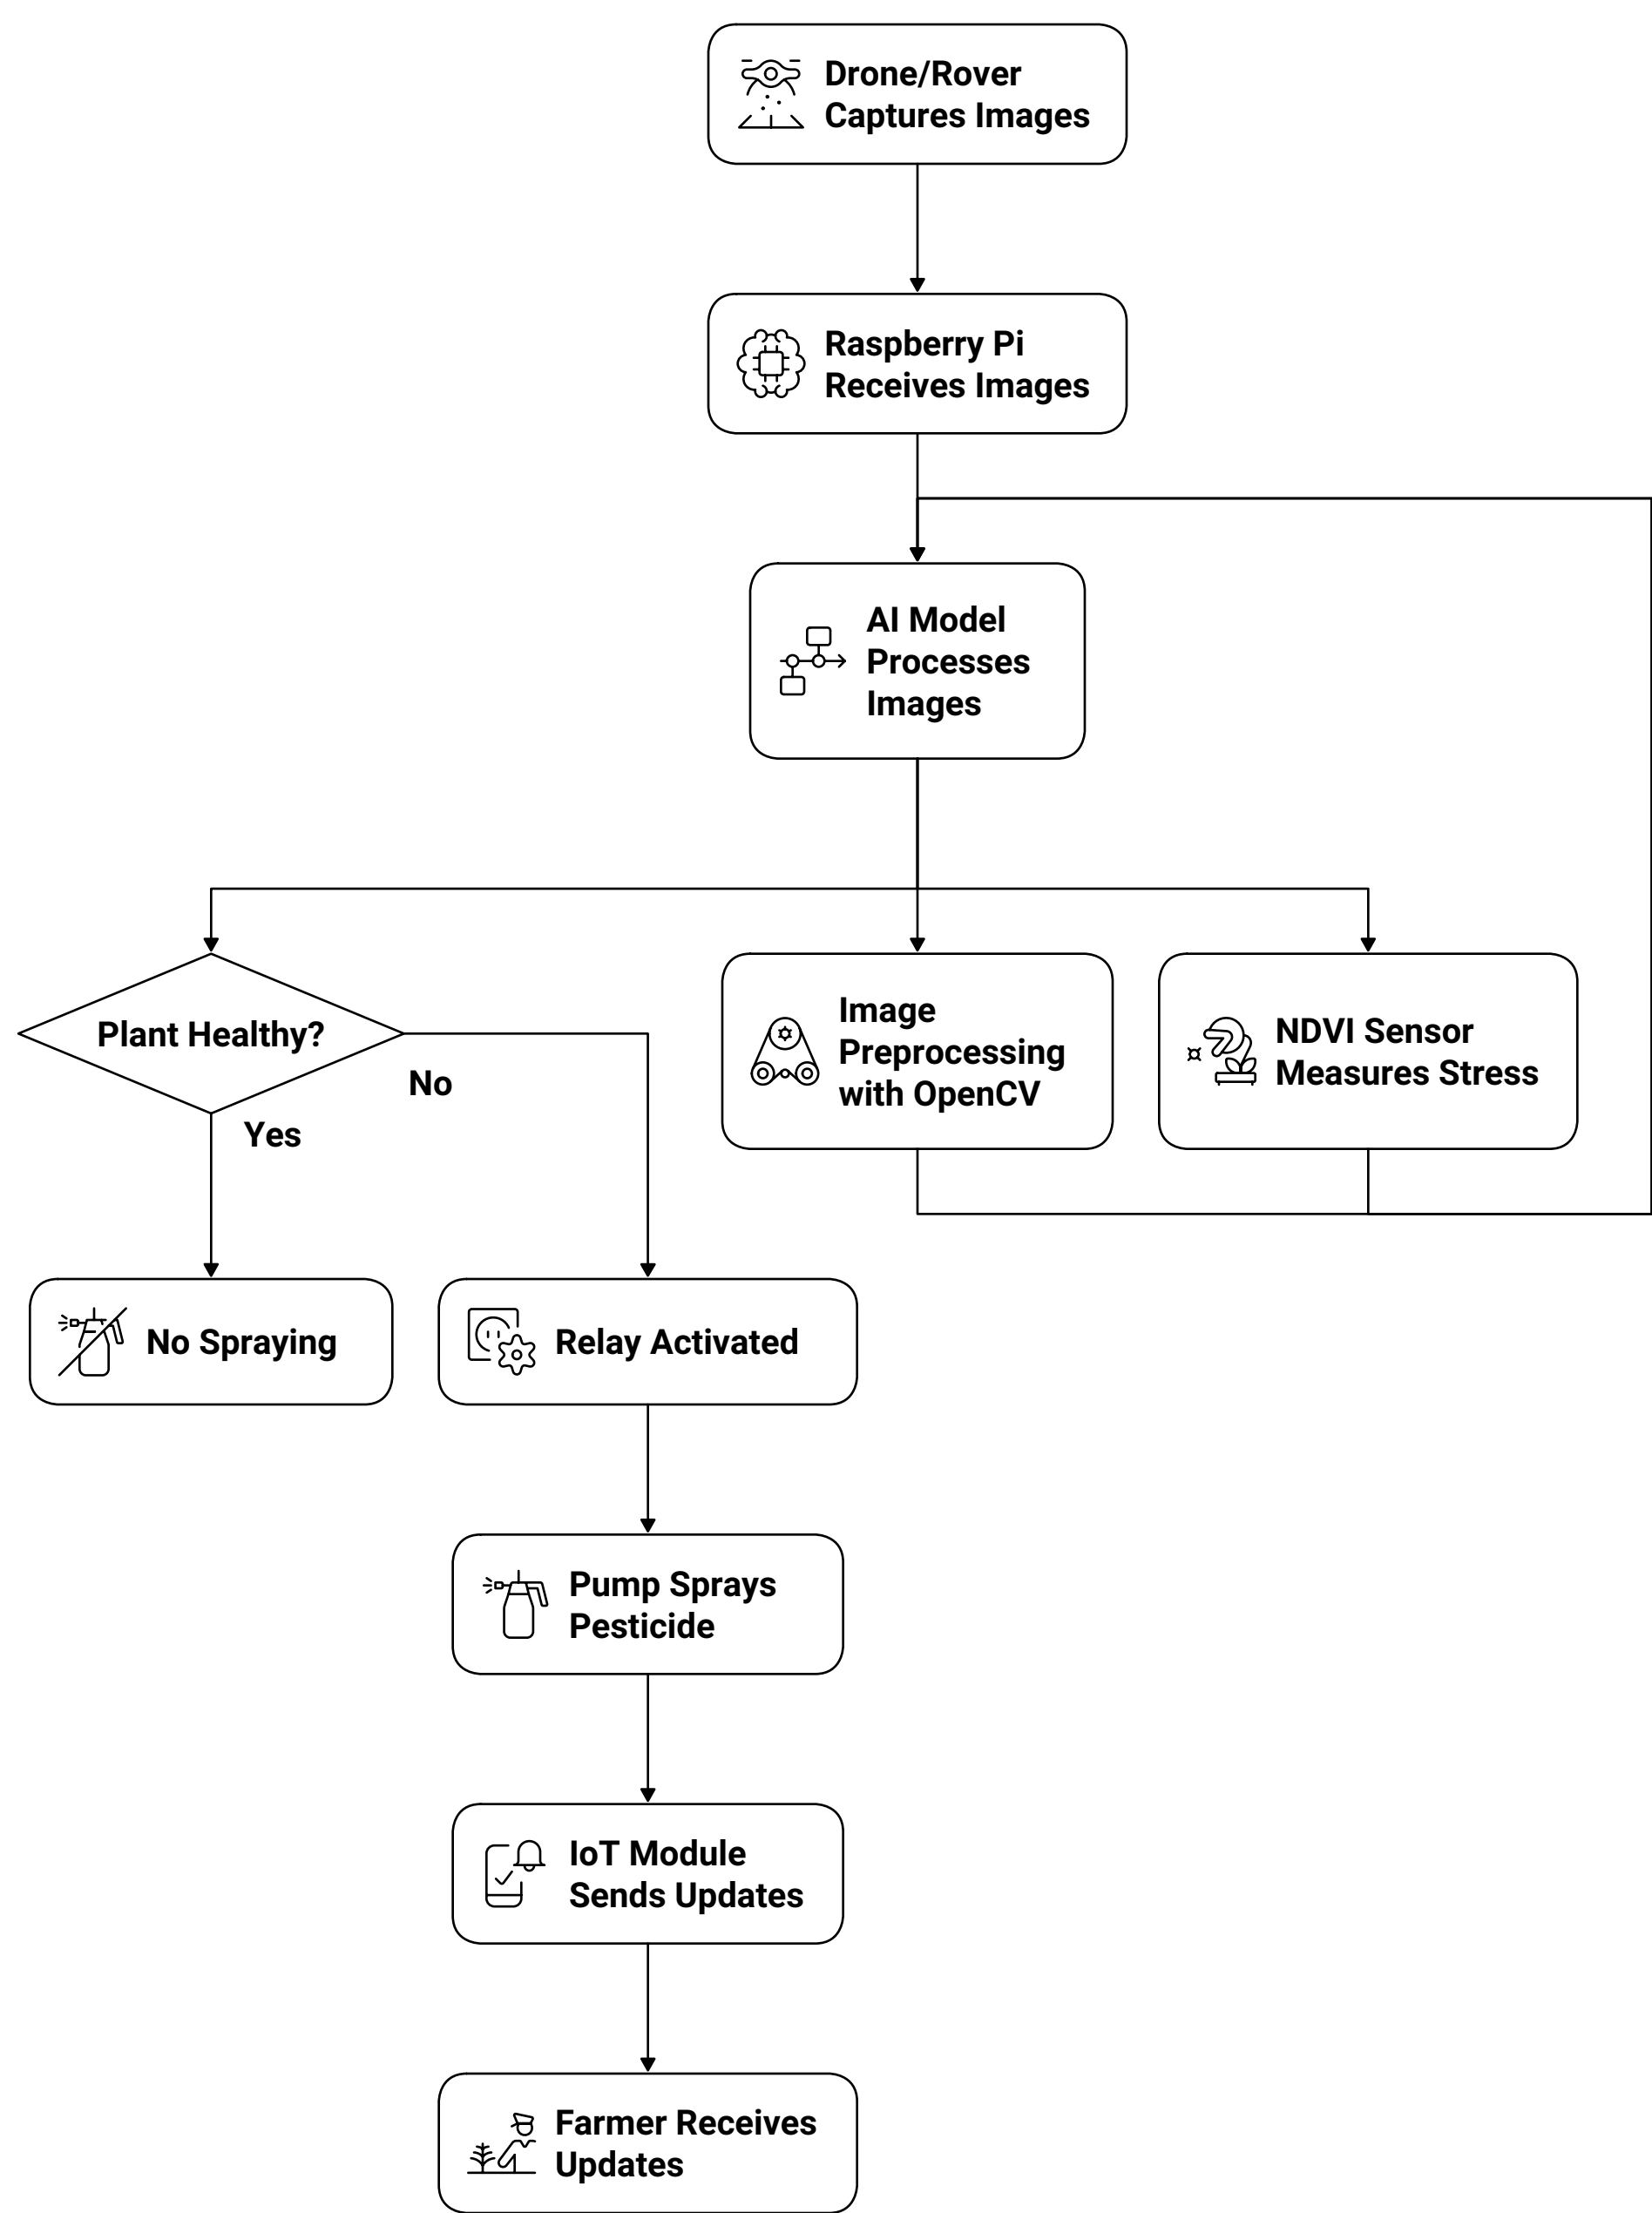 Drone/Rover
Captures Images
Raspberry Pi
Receives Images
AI Model
Processes
Images
Plant Healthy?
No
Yes
Image
Preprocessing
with OpenCV
NDVI Sensor
Measures Stress
No Spraying
Relay Activated
Pump Sprays
Pesticide
IoT Module
Sends Updates
Farmer Receives
Updates